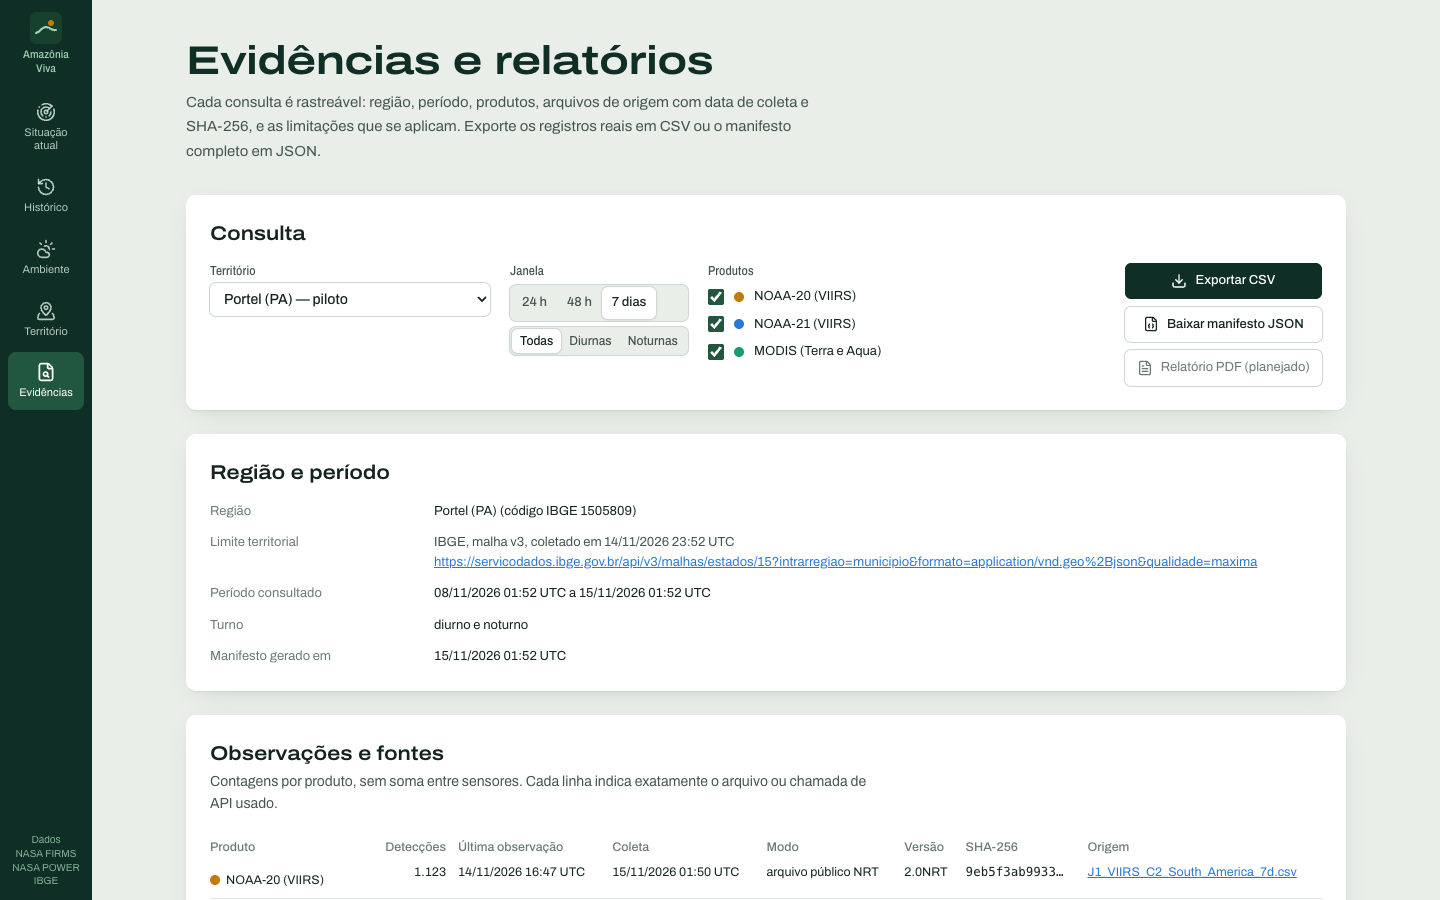 Amazônia
Viva
Situação
atual
Histórico
Ambiente
Território
Evidências
Dados
NASA FIRMS
NASA POWER
IBGE
Evidências e relatórios
Cada consulta é rastreável: região, período, produtos, arquivos de origem com data de coleta e
SHA-256, e as limitações que se aplicam. Exporte os registros reais em CSV ou o manifesto
completo em JSON.
Consulta
Território
Portel (PA) — piloto
Janela
24 h 48 h 7 dias
Todas Diurnas Noturnas
Produtos
NOAA-20 (VIIRS)
NOAA-21 (VIIRS)
MODIS (Terra e Aqua)
Exportar CSV
Baixar manifesto JSON
Relatório PDF (planejado)
Região e período
Região Portel (PA) (código IBGE 1505809)
Limite territorial IBGE, malha v3, coletado em 14/11/2026 23:52 UTC
https://servicodados.ibge.gov.br/api/v3/malhas/estados/15?intrarregiao=municipio&formato=application/vnd.geo%2Bjson&qualidade=maxima
Período consultado 08/11/2026 01:52 UTC a 15/11/2026 01:52 UTC
Turno diurno e noturno
Manifesto gerado em 15/11/2026 01:52 UTC
Observações e fontes
Contagens por produto, sem soma entre sensores. Cada linha indica exatamente o arquivo ou chamada de
API usado.
Produto Detecções Última observação Coleta Modo Versão SHA-256 Origem
NOAA-20 (VIIRS) 1.123 14/11/2026 16:47 UTC 15/11/2026 01:50 UTC arquivo público NRT 2.0NRT 9eb5f3ab9933… J1_VIIRS_C2_South_America_7d.csv